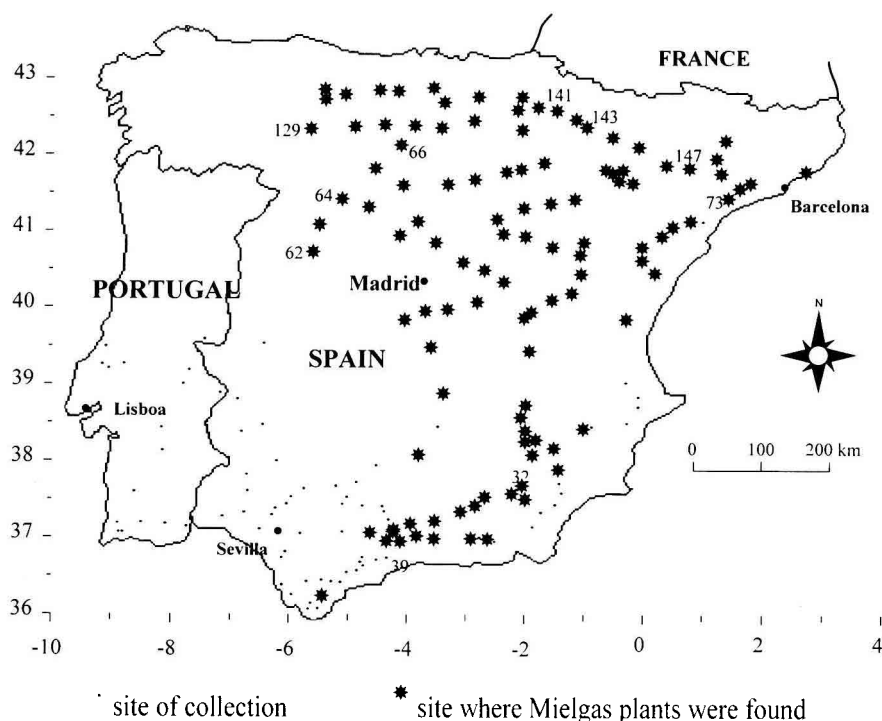 FRANCE
43
141
143
129
42
66
147
64
73
41
Barcelona
62
N
PORTUGAL
Madrid
40
SPAIN
39
Lisboa
0 100 200 km
38
32
37
Sevilla
39
36
-10 -8 -6 -4 -2 0 2 4
site of collection
site where Mielgas plants were found